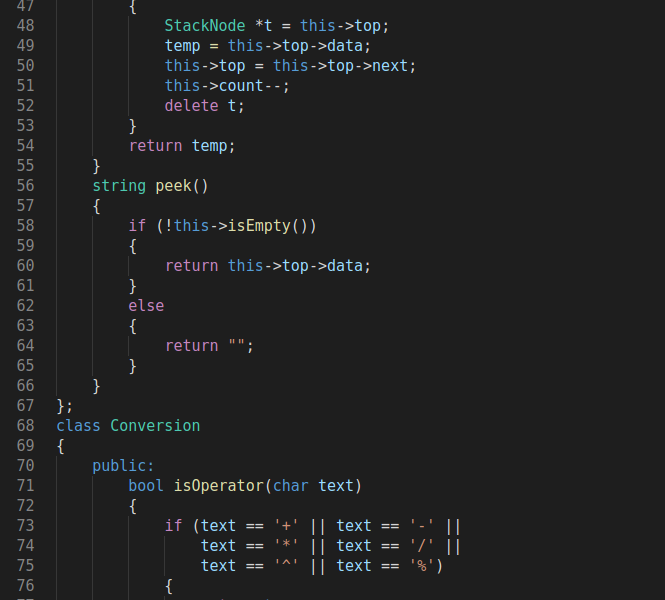 47 {
48 StackNode *t = this->top;
49 temp = this->top->data;
50 this->top = this->top->next;
51 this->count--;
52 delete t;
53 }
54 return temp;
55 }
56 string peek()
57 {
58 if (!this->isEmpty())
59 {
60 return this->top->data;
61 }
62 else
63 {
64 return "";
65 }
66 }
67 };
68 class Conversion
69 {
70 public:
71 bool isOperator(char text)
72 {
73 if (text == '+' || text == '-' ||
74 text == '*' || text == '/' ||
75 text == '^' || text == '%')
76 {